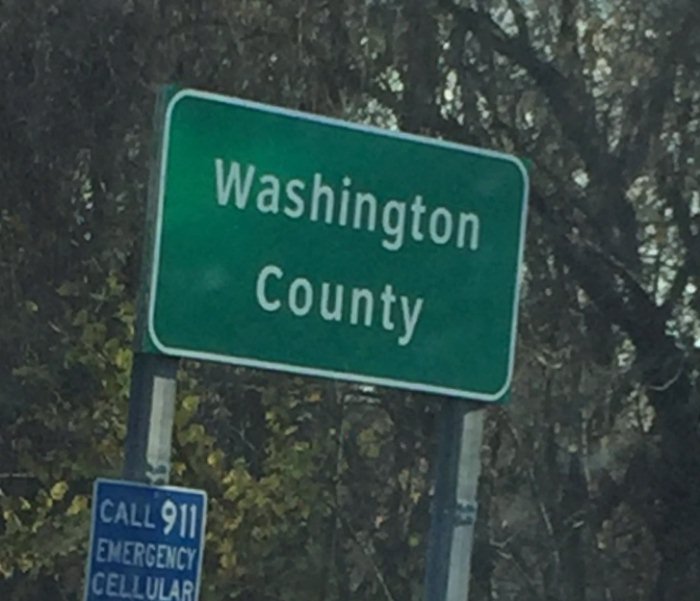 Washington
County
CALL 911
EMERGENCY
CELLULAR